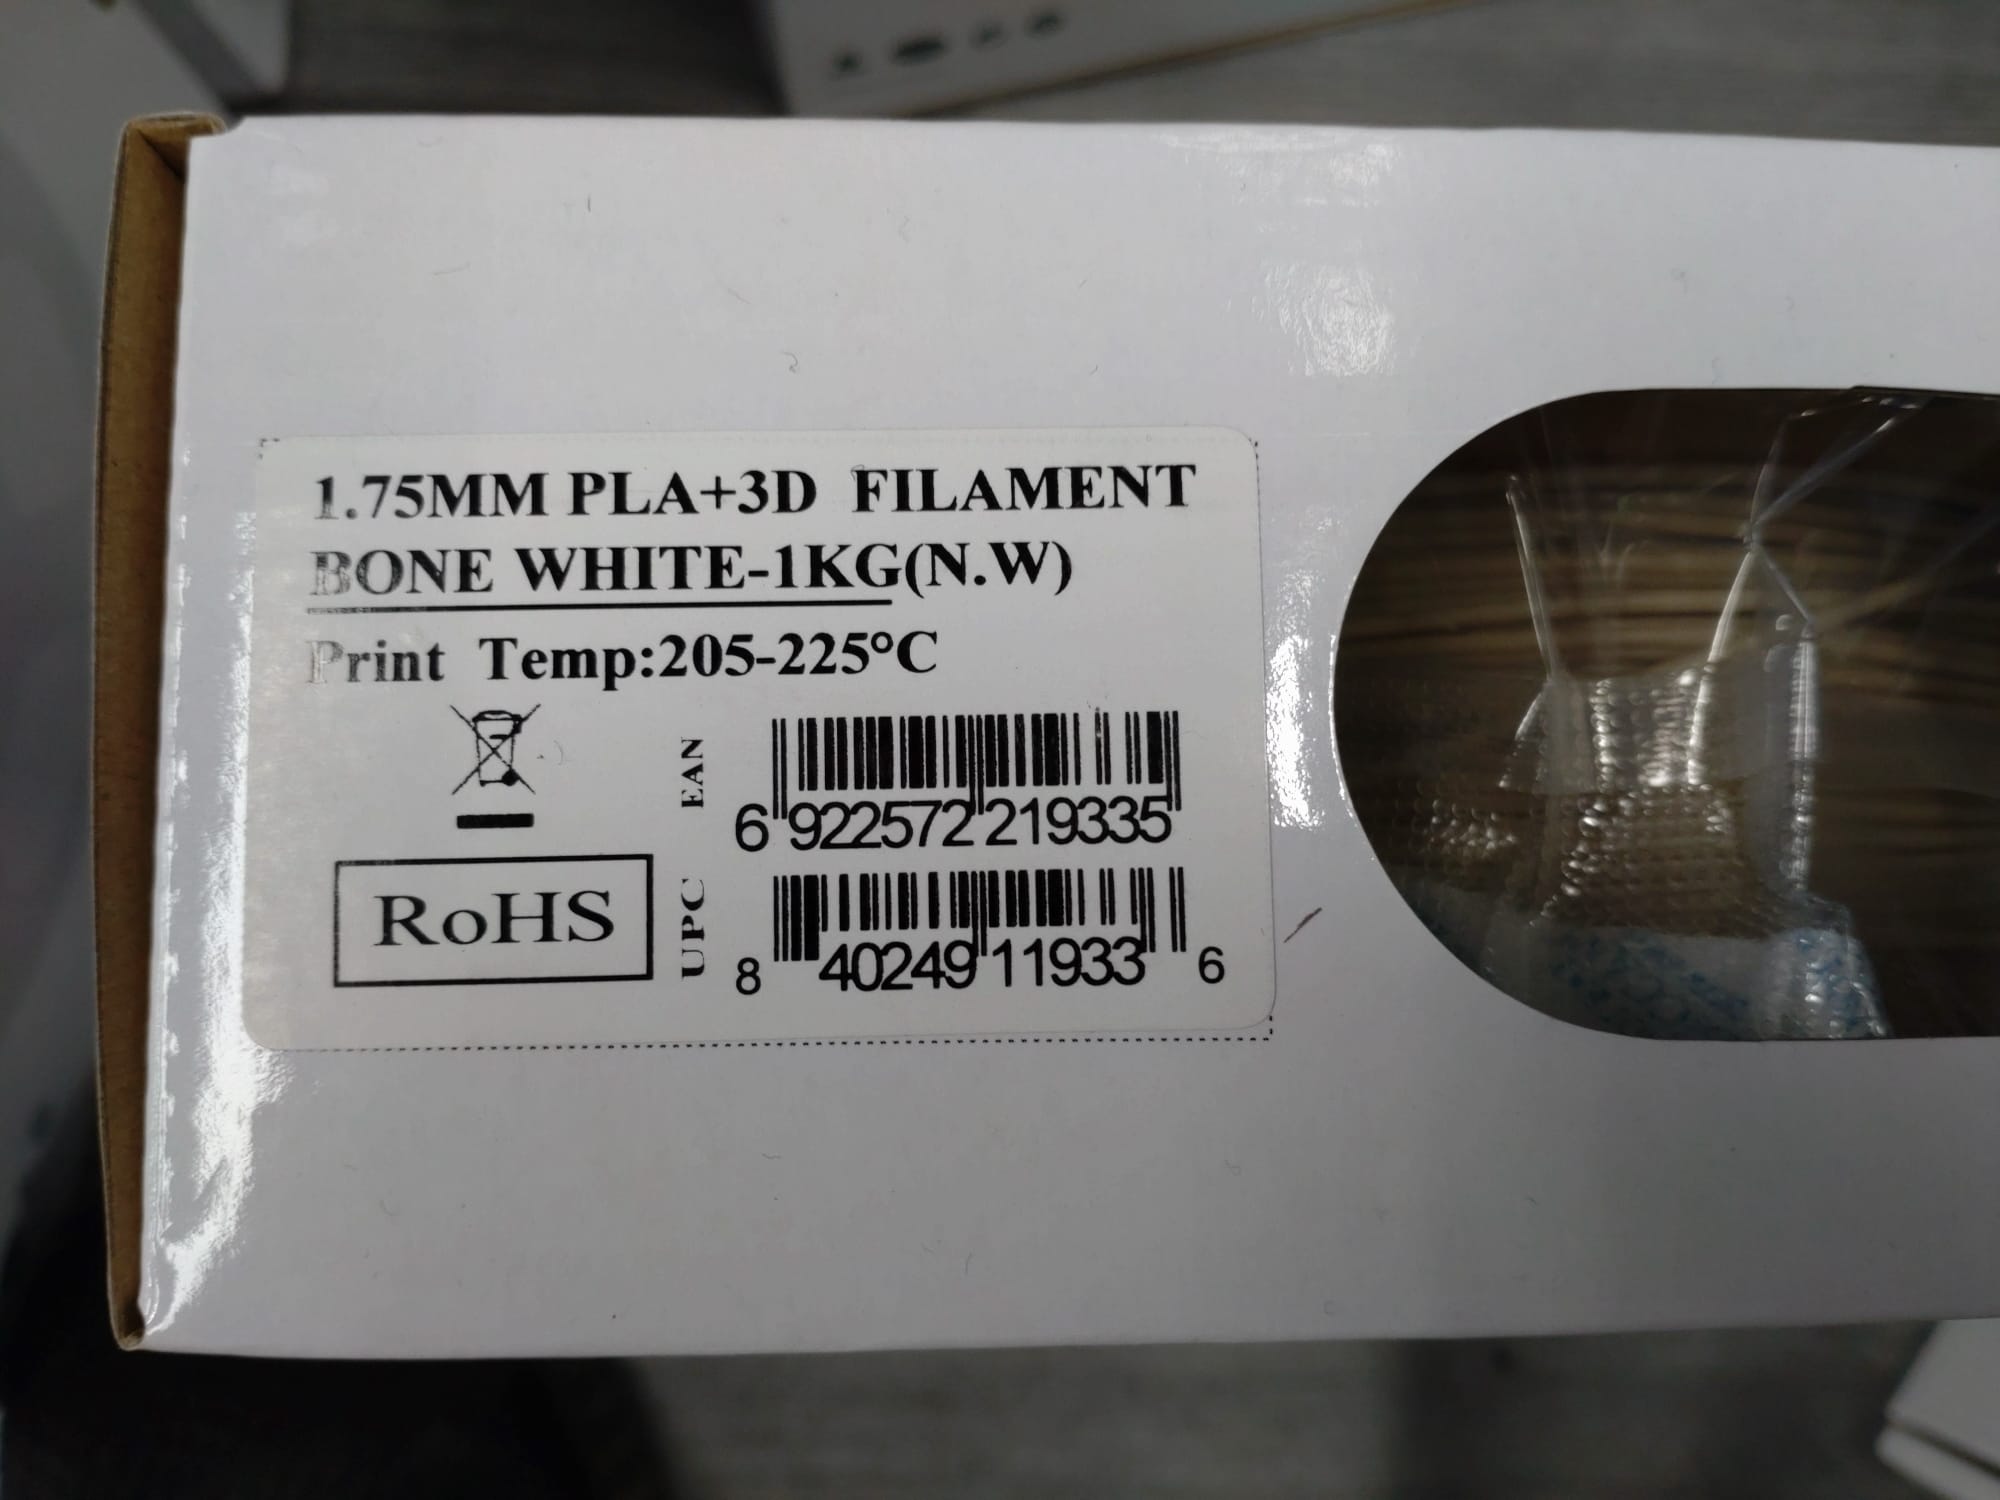 1.75MM PLA+3D FILAMENT
BONE WHITE-1KG(N.W)
Print Temp:205-225°C
EAN
6 922572 219335
RoHS
UPC
8 40249 11933 6